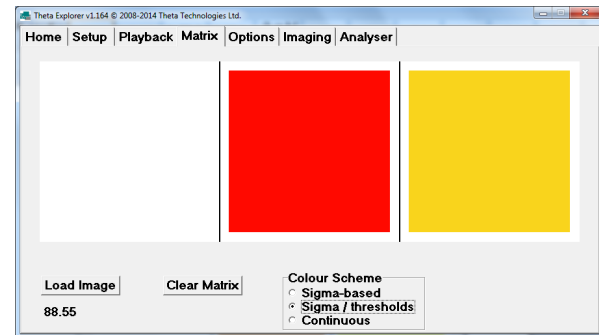 Theta Explorer v1.164 © 2008-2014 Theta Technologies Ltd.
Home Setup Playback Matrix Options Imaging Analyser
Load Image Clear Matrix
88.55
Colour Scheme
Sigma-based
Sigma / thresholds
Continuous